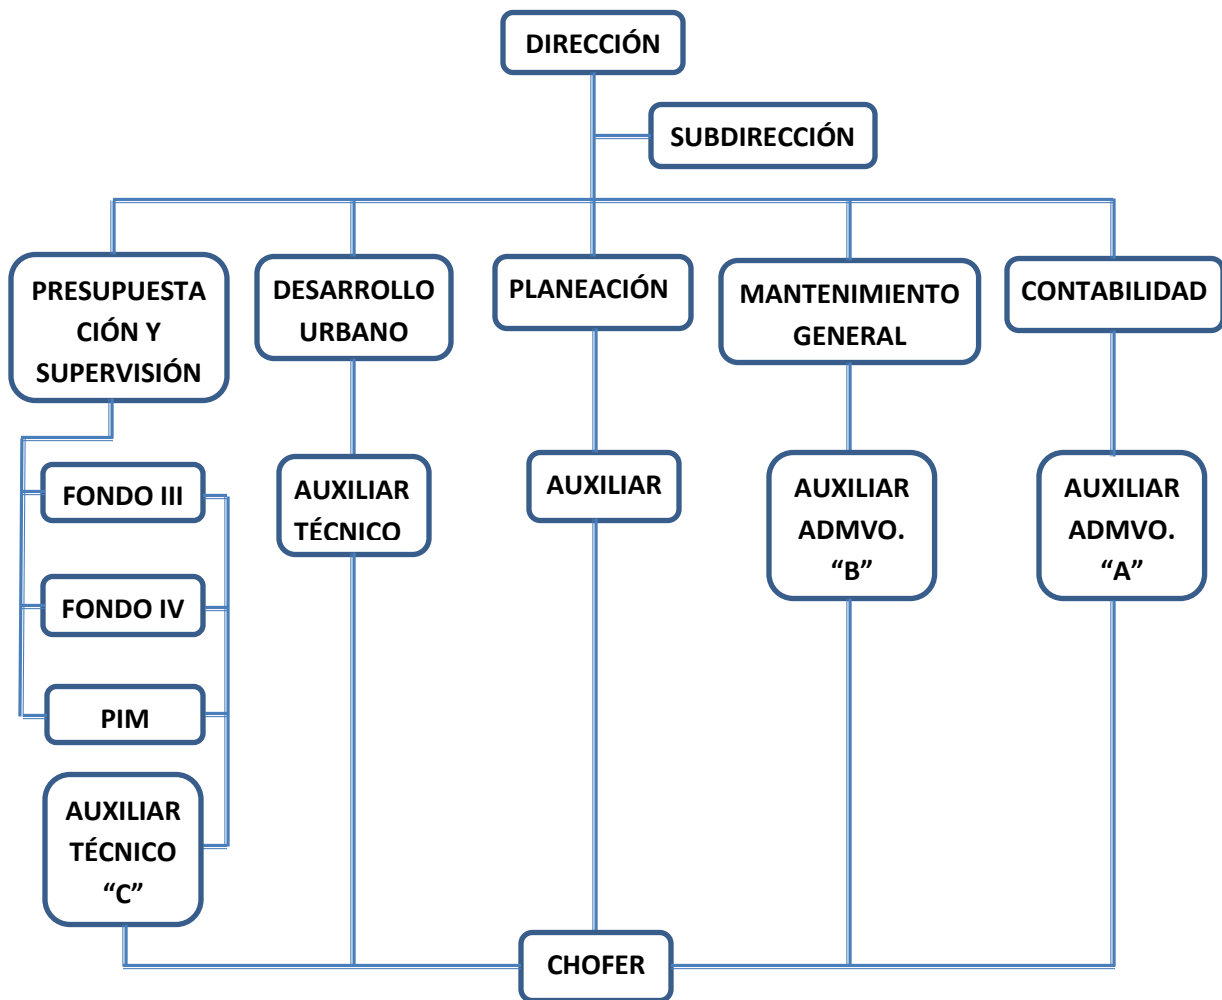 DIRECCIÓN
SUBDIRECCIÓN
PRESUPUESTA
CIÓN Y
SUPERVISIÓN
DESARROLLO
URBANO
PLANEACIÓN
MANTENIMIENTO
GENERAL
CONTABILIDAD
FONDO III
FONDO IV
PIM
AUXILIAR
TÉCNICO
“C”
AUXILIAR
TÉCNICO
AUXILIAR
AUXILIAR
ADMVO.
“B”
AUXILIAR
ADMVO.
“A”
CHOFER